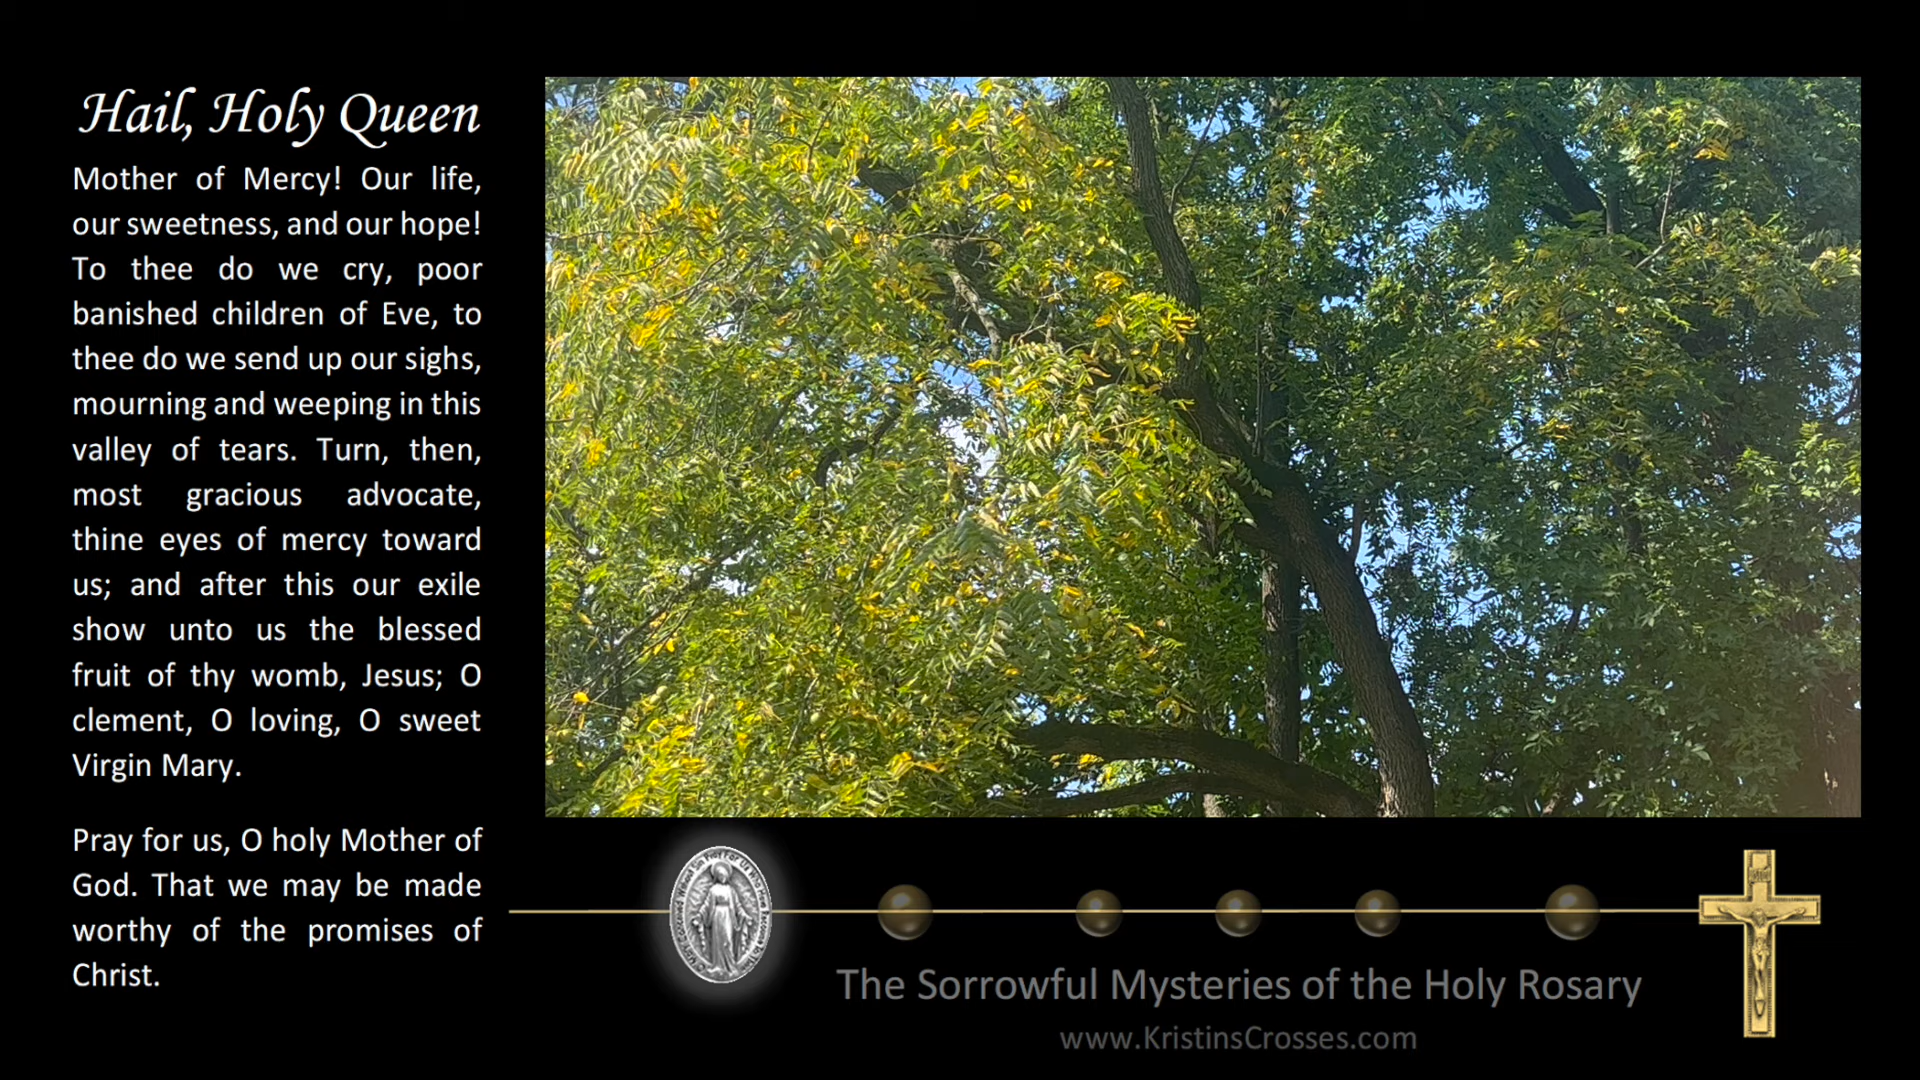 Hail, Holy Queen
Mother of Mercy! Our life,
our sweetness, and our hope!
To thee do we cry, poor
banished children of Eve, to
thee do we send up our sighs,
mourning and weeping in this
valley of tears. Turn, then,
most gracious advocate,
thine eyes of mercy toward
us; and after this our exile
show unto us the blessed
fruit of thy womb, Jesus; O
clement, O loving, O sweet
Virgin Mary.
Pray for us, O holy Mother of
God. That we may be made
worthy of the promises of
Christ.
The Sorrowful Mysteries of the Holy Rosary
www.KristinsCrosses.com